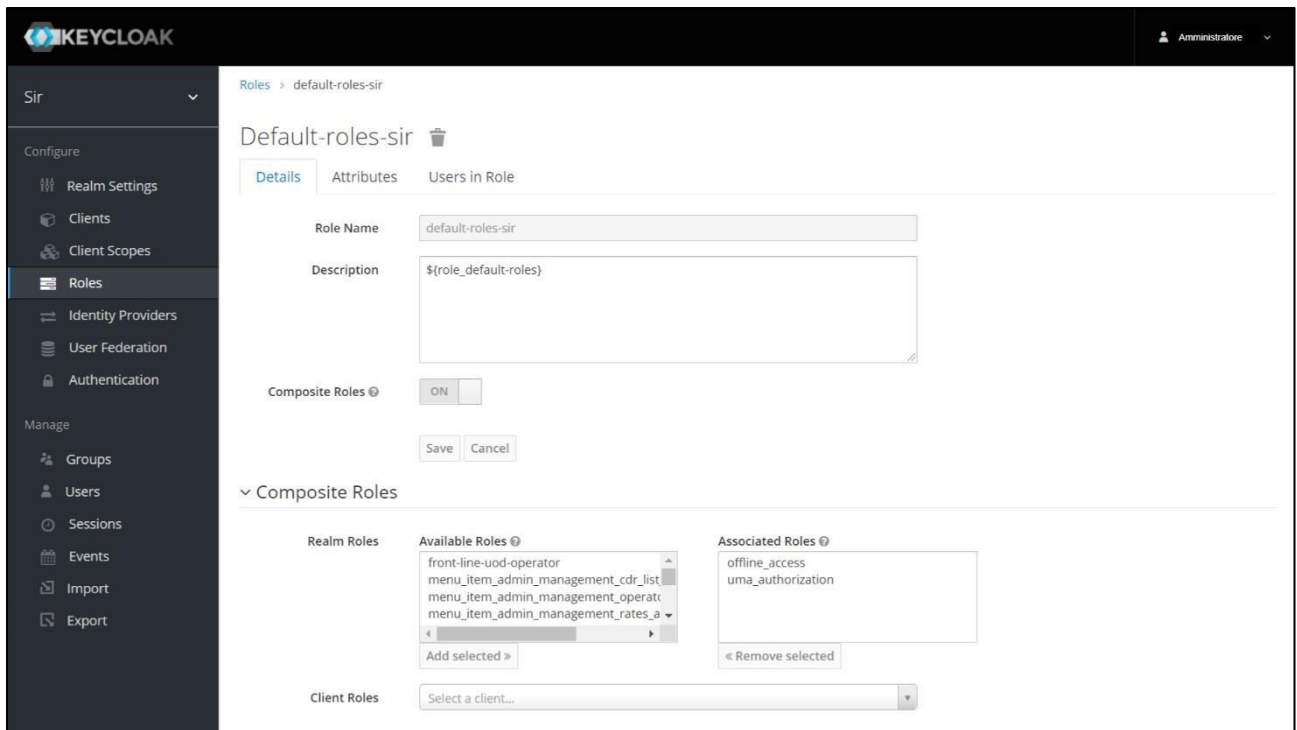 KEYCLOAK
Amministratore
Sir
Roles > default-roles-sir
Default-roles-sir
Configure
Realm Settings
Clients
Client Scopes
Roles
Identity Providers
User Federation
Authentication
Manage
Groups
Users
Sessions
Events
Import
Export
Details Attributes Users in Role
Role Name default-roles-sir
Description ${role_default-roles}
Composite Roles ON
Save Cancel
Composite Roles
Realm Roles
Available Roles
front-line-uod-operator
menu_item_admin_management_cdr_list_
menu_item_admin_management_operato
menu_item_admin_management_rates_a
Add selected »
Associated Roles
offline_access
uma_authorization
« Remove selected
Client Roles Select a client...